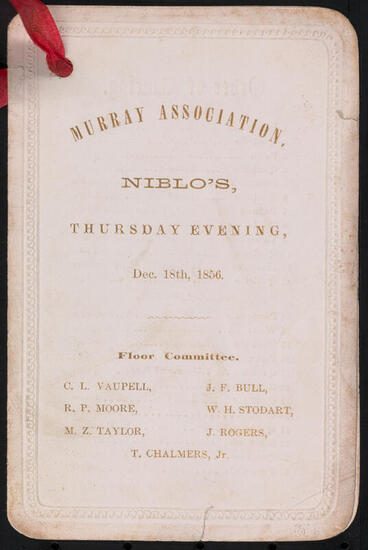 MURRAY ASSOCIATION,
NIBLO'S,
THURSDAY EVENING,
Dec. 18th, 1856.
Floor Committee.
C. L. VAUPELL, J. F. BULL,
R. P. MOORE, W. H. STODART,
M. Z. TAYLOR, J. ROGERS,
T. CHALMERS, Jr.